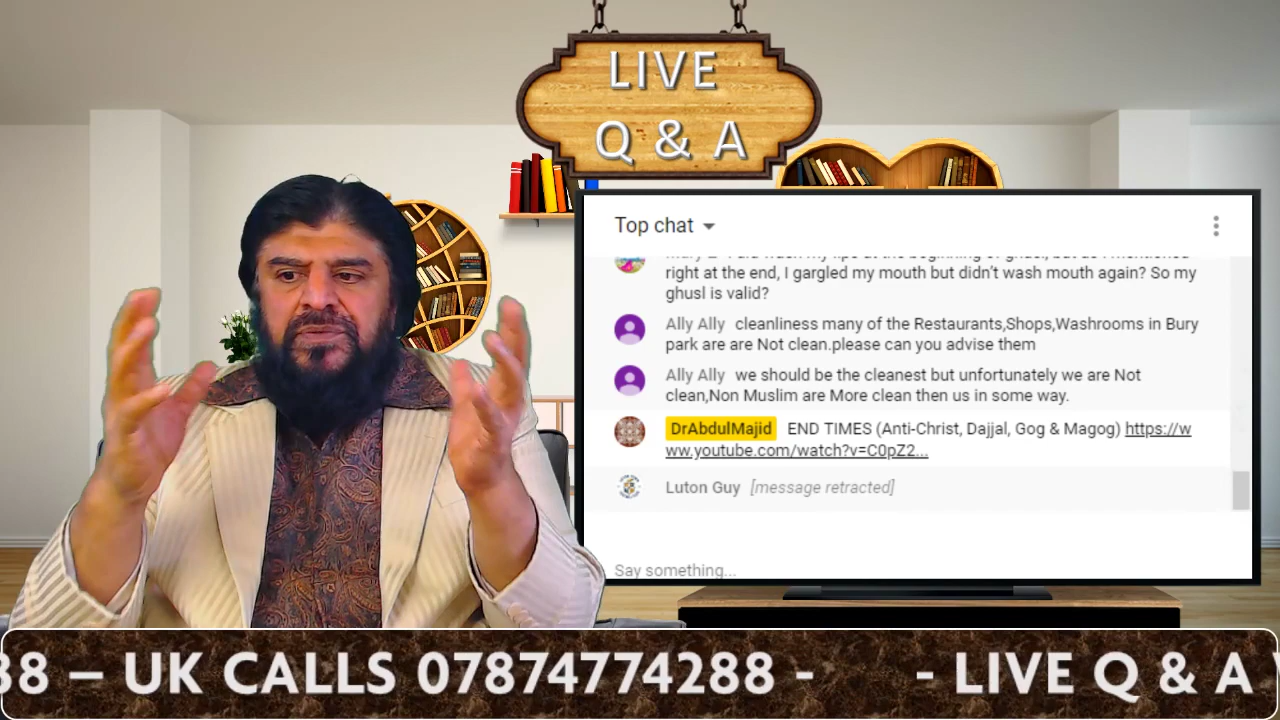 LIVE
Q & A
Top chat
right at the end, I gargled my mouth but didn't wash mouth again? So my
ghusl is valid?
Ally Ally cleanliness many of the Restaurants,Shops,Washrooms in Bury
park are are Not clean.please can you advise them
Ally Ally we should be the cleanest but unfortunately we are Not
clean,Non Muslim are More clean then us in some way.
DrAbdulMajid END TIMES (Anti-Christ, Dajjal, Gog & Magog) https://w
ww.youtube.com/watch?v=C0pZ2...
Luton Guy [message retracted]
Say something...
38 – UK CALLS 07874774288 - - LIVE Q & A